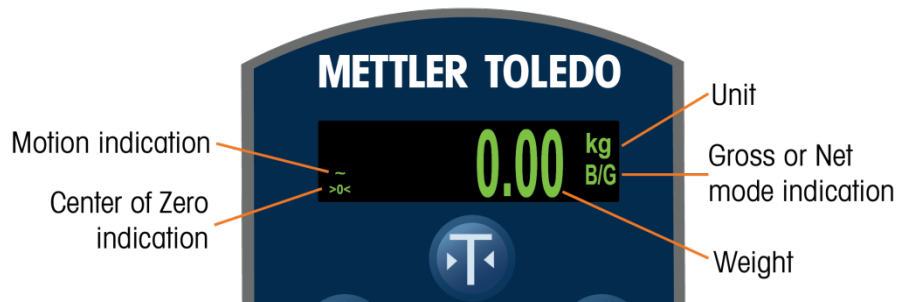 METTLER TOLEDO
Unit
Motion indication
0.00
kg
~
>0<
B/G
Gross or Net
mode indication
Center of Zero
indication
Weight
T